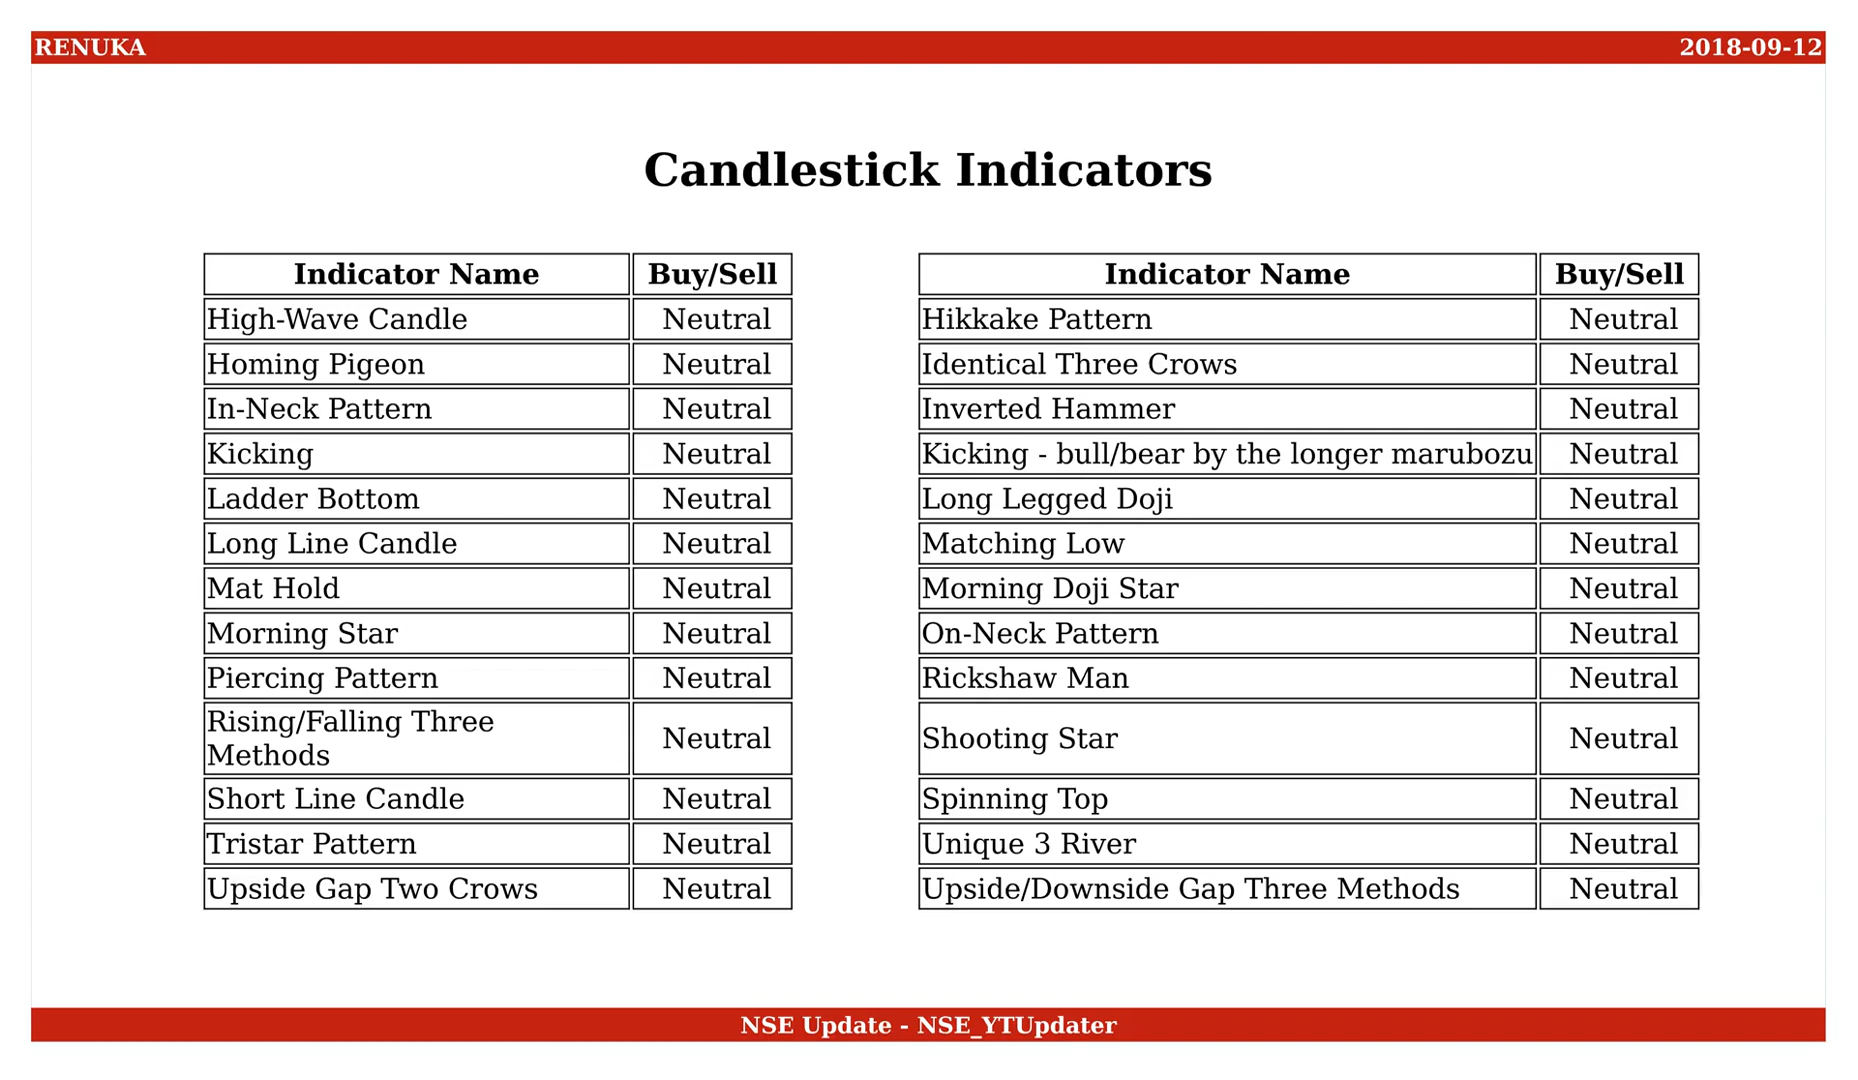 RENUKA
2018-09-12
Candlestick Indicators
Indicator Name Buy/Sell
High-Wave Candle Neutral
Homing Pigeon Neutral
In-Neck Pattern Neutral
Kicking Neutral
Ladder Bottom Neutral
Long Line Candle Neutral
Mat Hold Neutral
Morning Star Neutral
Piercing Pattern Neutral
Rising/Falling Three
Methods Neutral
Short Line Candle Neutral
Tristar Pattern Neutral
Upside Gap Two Crows Neutral
Indicator Name Buy/Sell
Hikkake Pattern Neutral
Identical Three Crows Neutral
Inverted Hammer Neutral
Kicking - bull/bear by the longer marubozu Neutral
Long Legged Doji Neutral
Matching Low Neutral
Morning Doji Star Neutral
On-Neck Pattern Neutral
Rickshaw Man Neutral
Shooting Star Neutral
Spinning Top Neutral
Unique 3 River Neutral
Upside/Downside Gap Three Methods Neutral
NSE Update - NSE_YTUpdater